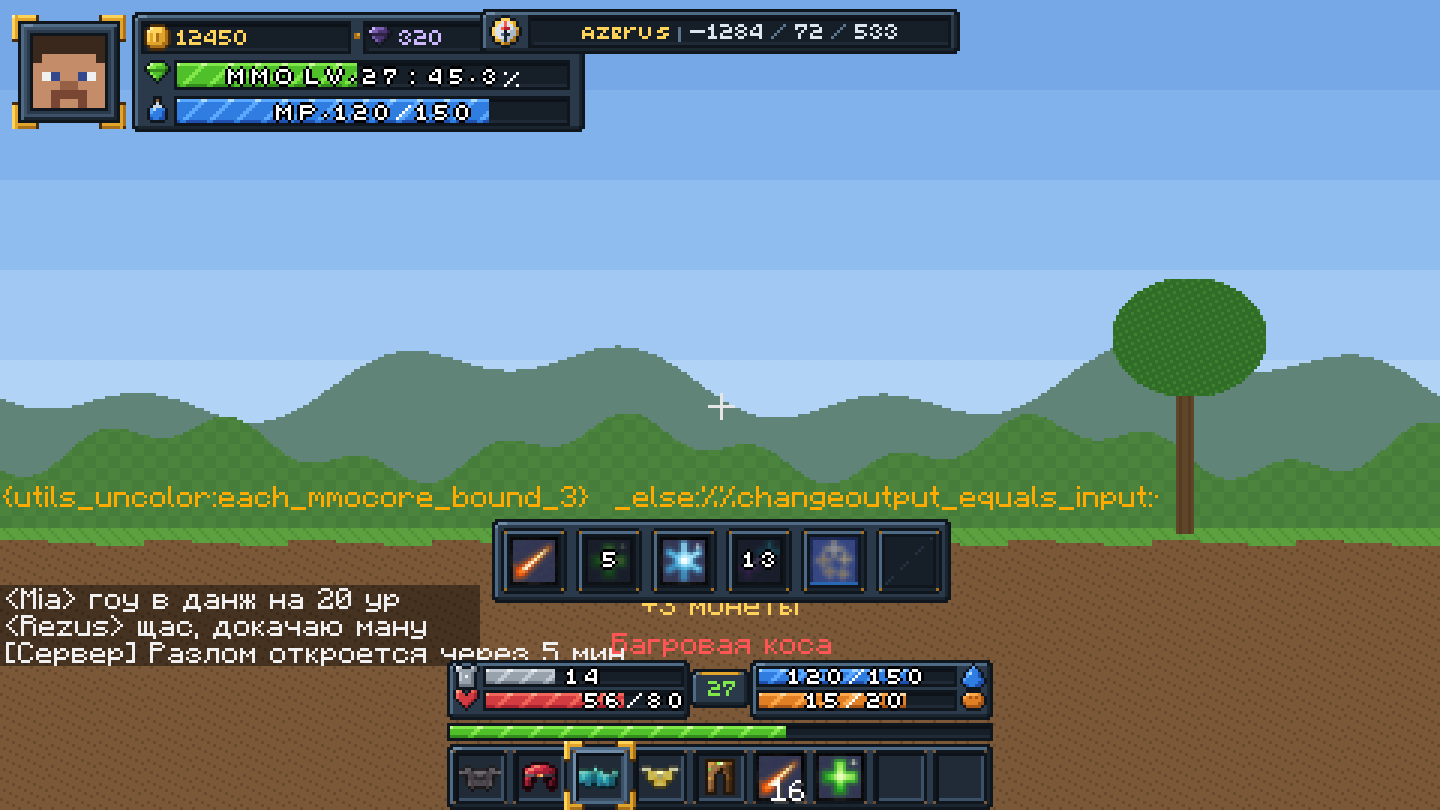 12450
320
azerus | -1284 / 72 / 533
MMO LV.27 : 45.3%
MP.120/150
{utils_uncolor:each_mmocore_bound_3} _else:%%changeoutput_equals_input:
5
13
+3 монеты
<Mia> гоу в данж на 20 ур
<Rezus> щас, докачаю ману
Багровая коса
[Сервер] Разлом откроется через 5 мин
14
27
120/150
56/80
15/20
16